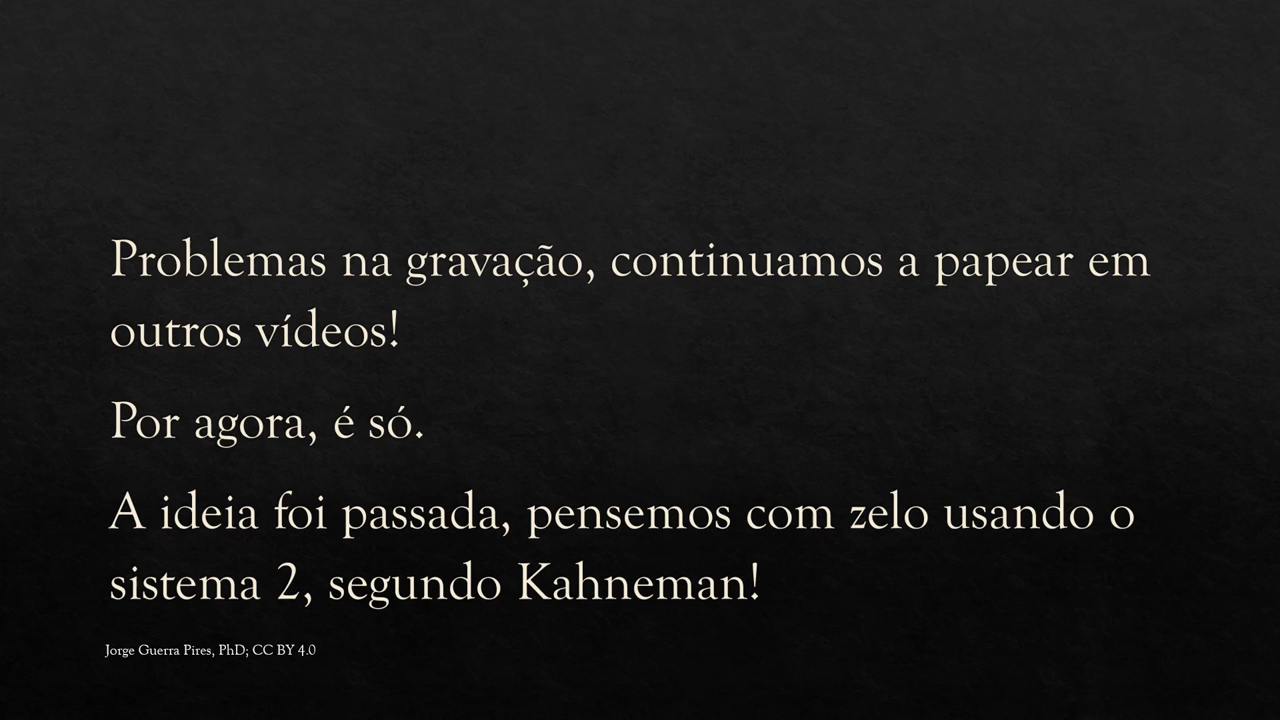 Problemas na gravação, continuamos a papear em
outros vídeos!
Por agora, é só.
A ideia foi passada, pensemos com zelo usando o
sistema 2, segundo Kahneman!
Jorge Guerra Pires, PhD; CC BY 4.0